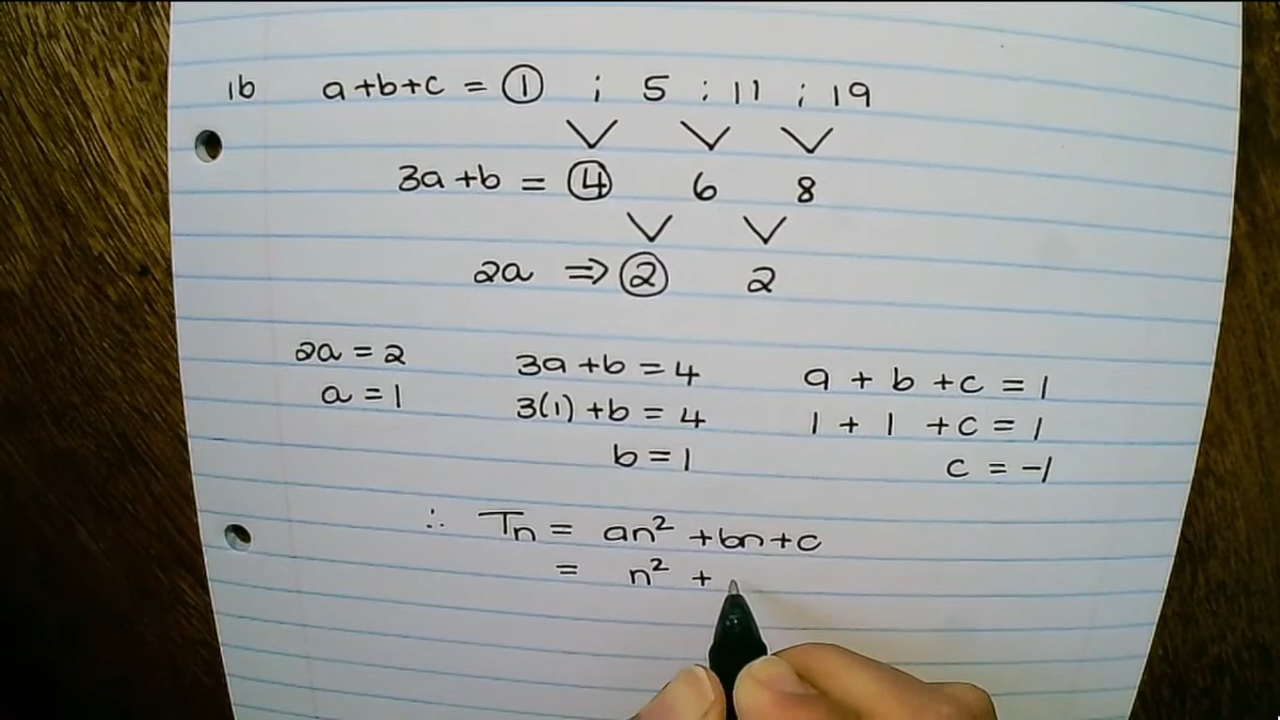 1b a+b+c = 1 ; 5 ; 11 ; 19
3a+b = 4 6 8
2a ⇒ 2 2
2a = 2 3a+b = 4 a + b + c = 1
a = 1 3(1) + b = 4 1 + 1 + c = 1
b = 1 c = -1
∴ Tn = an² + bn + c
= n² +